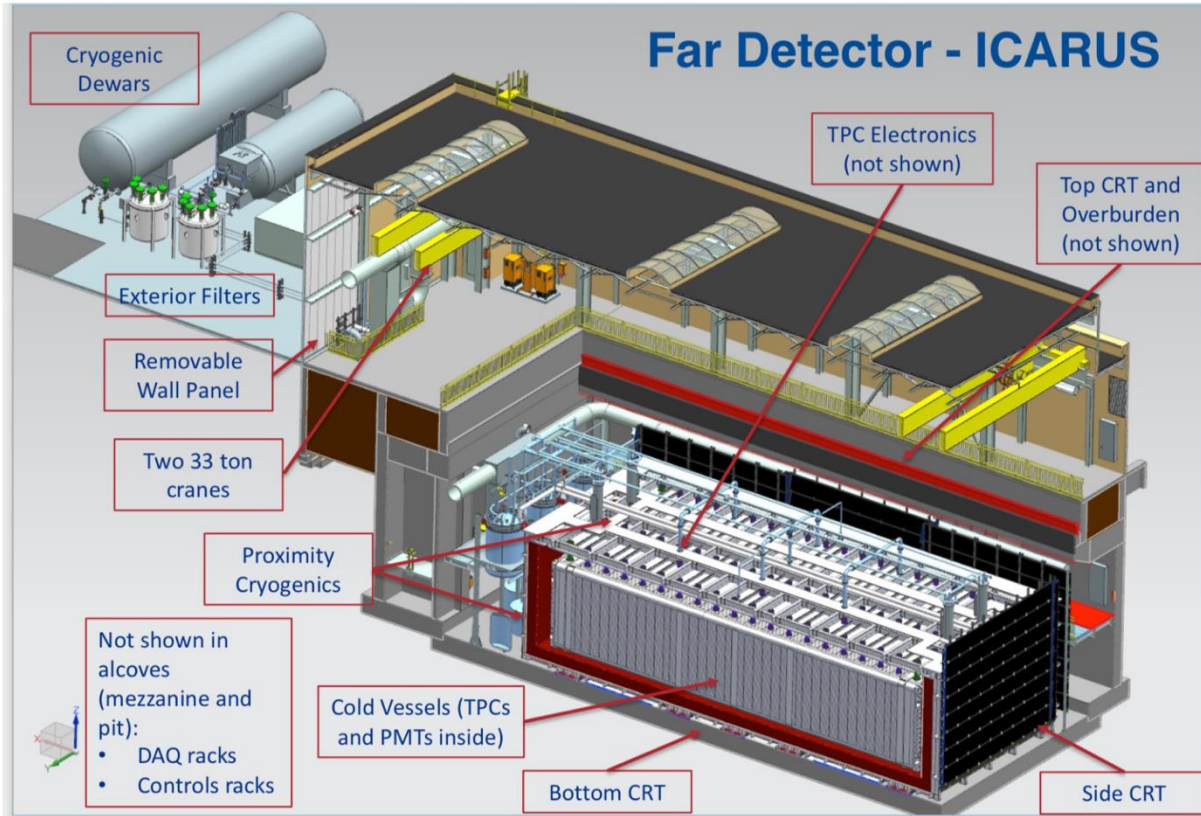 Far Detector - ICARUS
Cryogenic
Dewars
TPC Electronics
(not shown)
Top CRT and
Overburden
(not shown)
Exterior Filters
Removable
Wall Panel
Two 33 ton
cranes
Proximity
Cryogenics
Not shown in
alcoves
(mezzanine and
pit):
• DAQ racks
• Controls racks
Cold Vessels (TPCs
and PMTs inside)
Bottom CRT
Side CRT
Z
X
Y